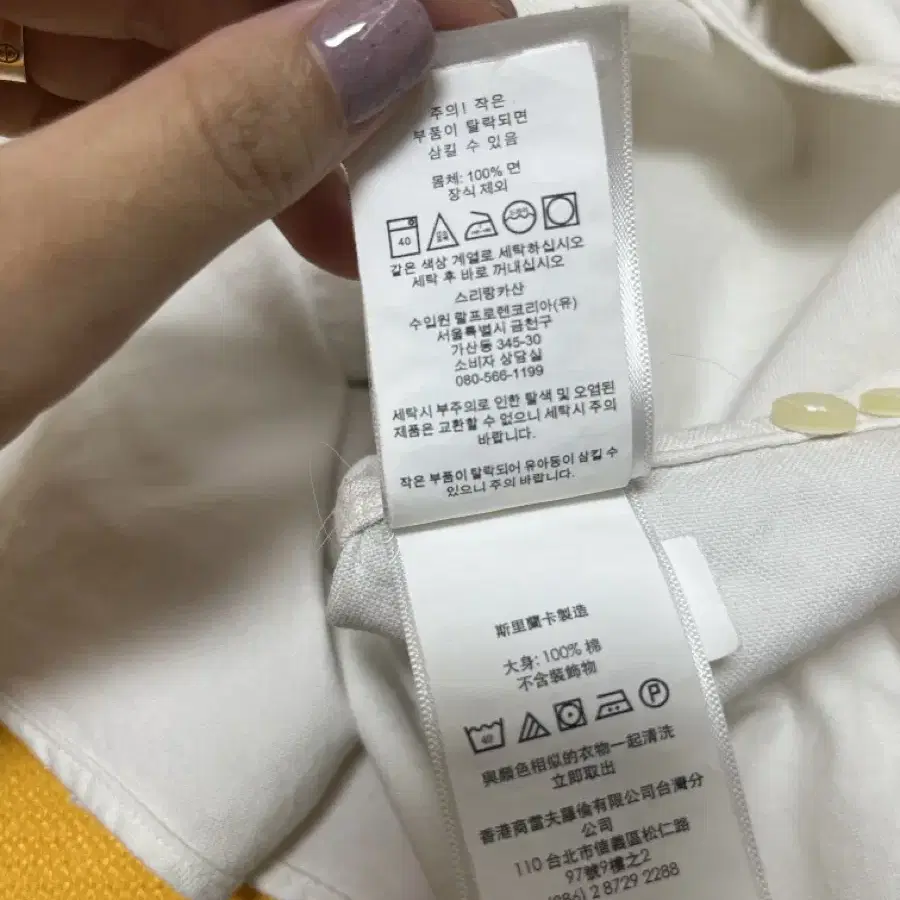 주의! 작은
부품이 탈락되면
삼킬 수 있음
몸체: 100% 면
장식 제외
40
같은 색상 계열로 세탁하십시오
세탁 후 바로 꺼내십시오
스리랑카산
수입원 랄프로렌코리아(유)
서울특별시 금천구
가산동 345-30
소비자 상담실
080-566-1199
세탁시 부주의로 인한 탈색 및 오염된
제품은 교환할 수 없으니 세탁시 주의
바랍니다.
작은 부품이 탈락되어 유아동이 삼킬 수
있으니 주의 바랍니다.
斯里蘭卡製造
大身: 100% 棉
不含裝飾物
40 P
與顏色相似的衣物一起清洗
立即取出
香港商雷夫羅倫有限公司台灣分
公司
110 台北市信義區松仁路
97號9樓之2
(086) 2 8729 2288